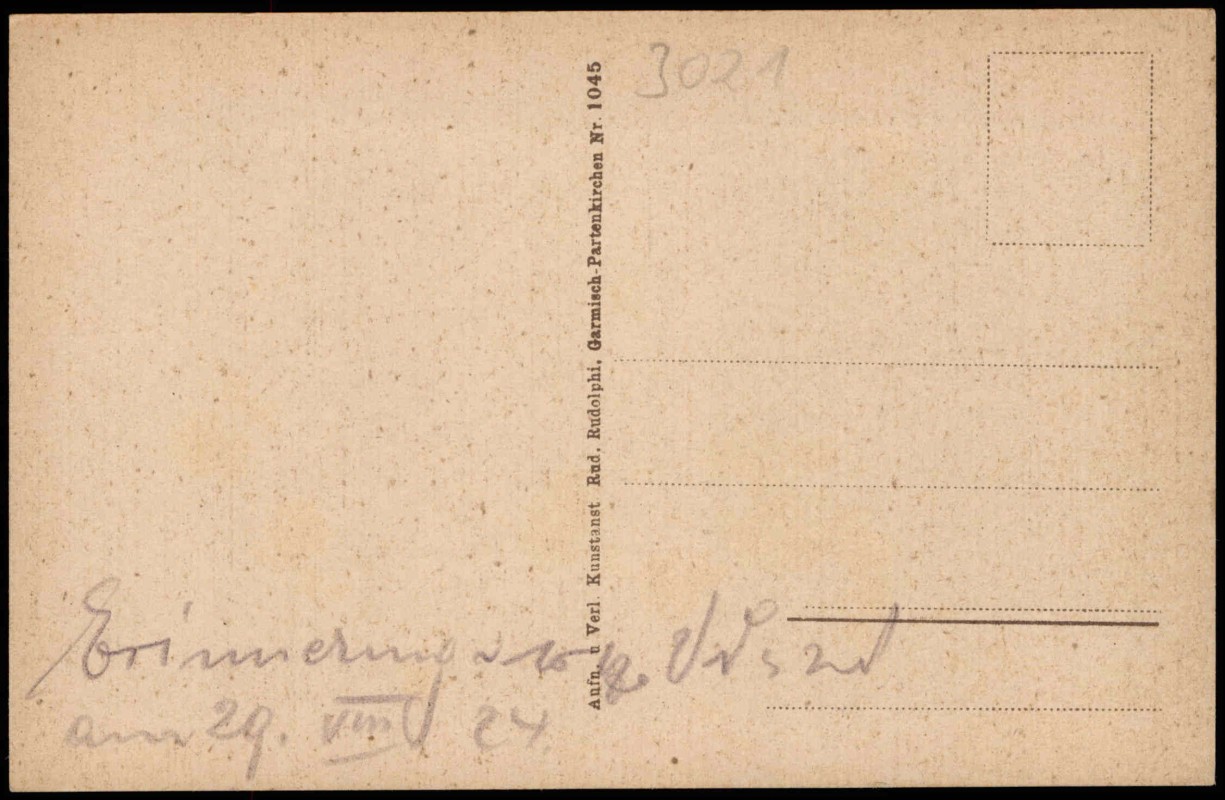 3021
Aufn. u Verl. Kunstanst Rud. Rudolphi, Garmisch-Partenkirchen Nr. 1045
Erinnerung
am 29. VIII 24